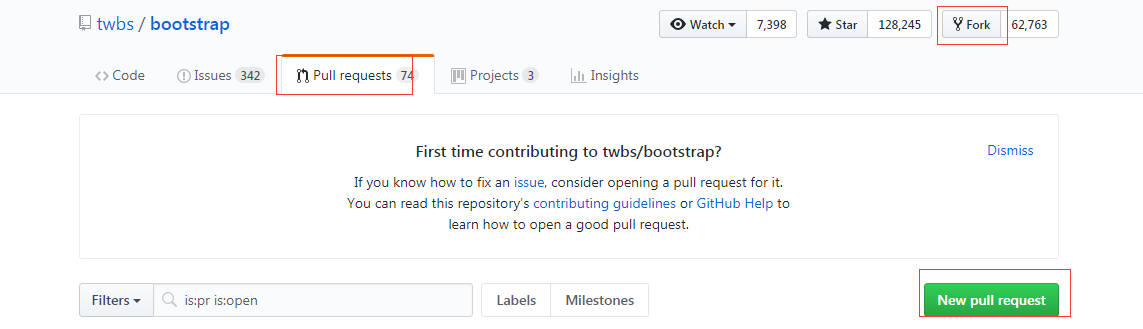 twbs / bootstrap Watch 7,398 Star 128,245 Fork 62,763
Code Issues 342 Pull requests 74 Projects 3 Insights
First time contributing to twbs/bootstrap? Dismiss
If you know how to fix an issue, consider opening a pull request for it.
You can read this repository's contributing guidelines or GitHub Help to
learn how to open a good pull request.
Filters is:pr is:open Labels Milestones New pull request